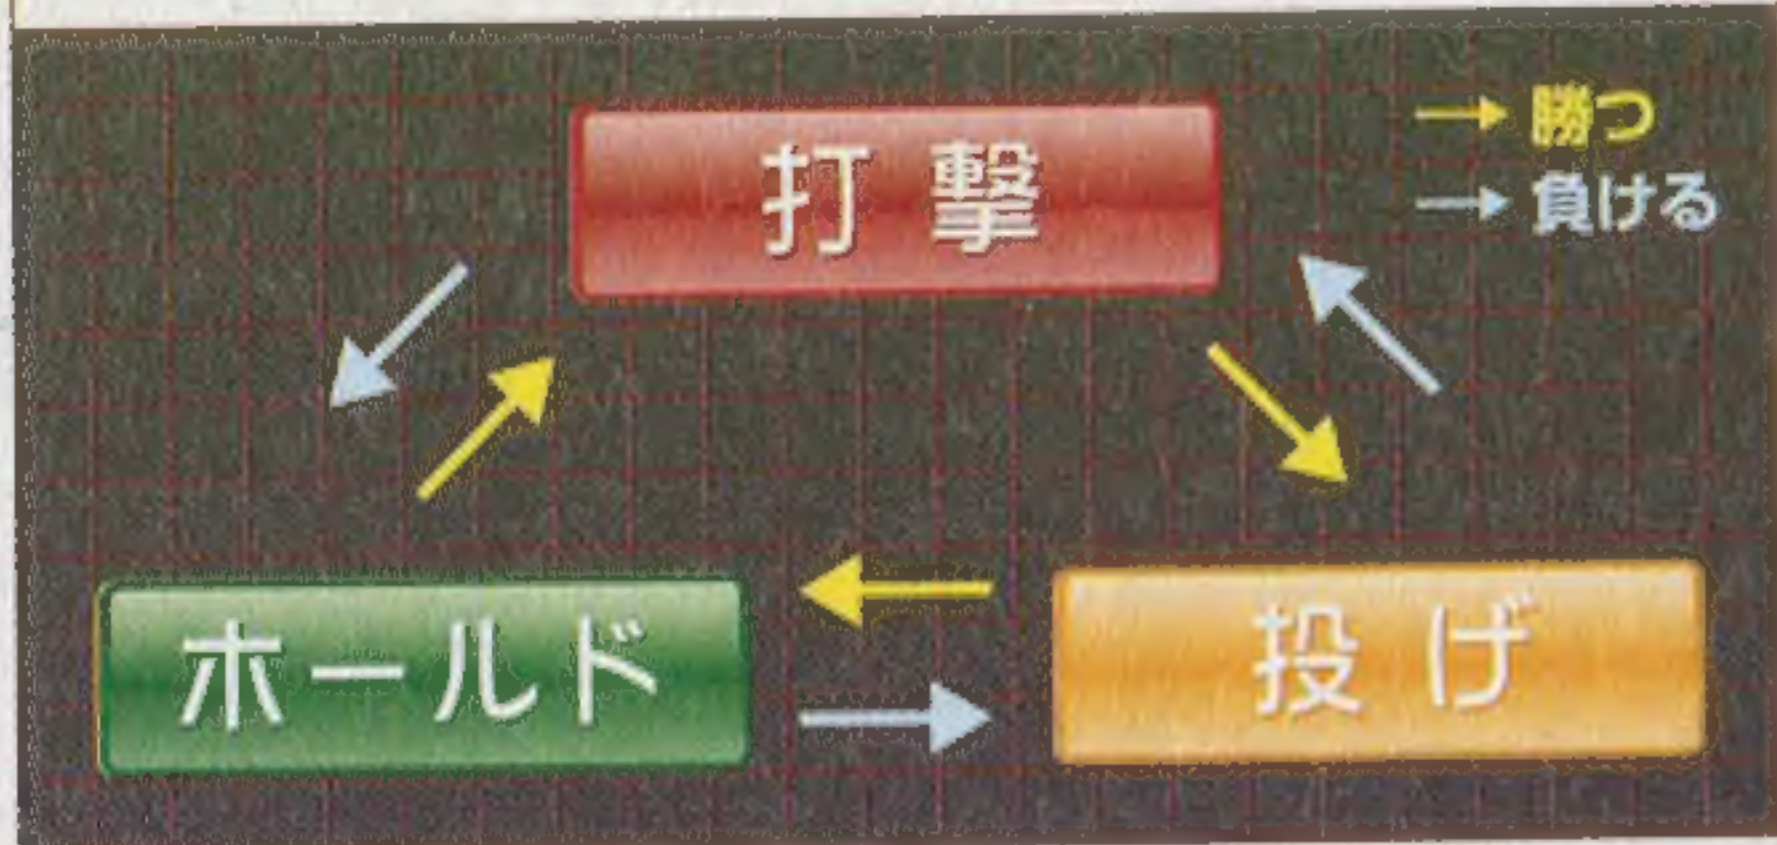 打撃
→ 勝つ
→ 負ける
ホールド
投げ